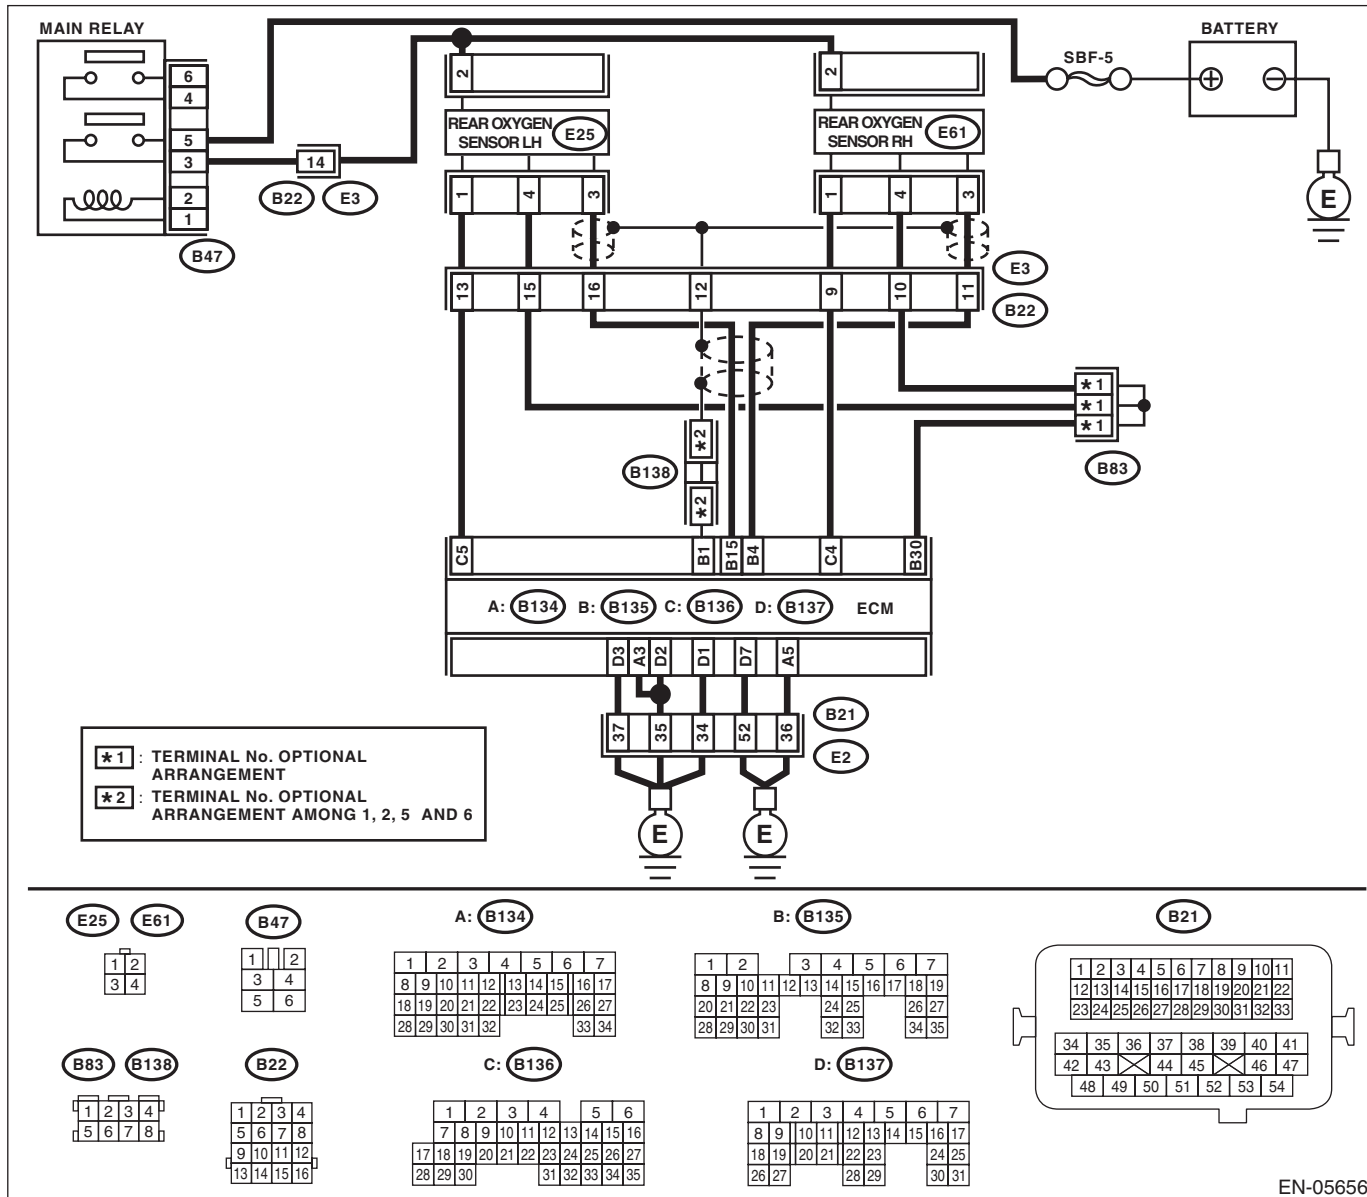 MAIN RELAY
BATTERY
SBF-5
6
4
5
3
2
1
B47
14
B22 E3
2
REAR OXYGEN
SENSOR LH
E25
2
REAR OXYGEN
SENSOR RH
E61
E
1 4 3
1 4 3
E3
B22
13 15 16 12 9 10 11
*1
*1
*1
B83
*2
B138
*2
C5 B1 B15 B4 C4 B30
A: B134 B: B135 C: B136 D: B137 ECM
D3 A3 D2 D1 D7 A5
B21
E2
37 35 34 52 36
E E
*1 : TERMINAL No. OPTIONAL
ARRANGEMENT
*2 : TERMINAL No. OPTIONAL
ARRANGEMENT AMONG 1, 2, 5 AND 6
E25 E61
1 2
3 4
B47
1 2
3 4
5 6
A: B134
1 2 3 4 5 6 7
8 9 10 11 12 13 14 15 16 17
18 19 20 21 22 23 24 25 26 27
28 29 30 31 32 33 34
B: B135
1 2 3 4 5 6 7
8 9 10 11 12 13 14 15 16 17 18 19
20 21 22 23 24 25 26 27
28 29 30 31 32 33 34 35
B21
1 2 3 4 5 6 7 8 9 10 11
12 13 14 15 16 17 18 19 20 21 22
23 24 25 26 27 28 29 30 31 32 33
34 35 36 37 38 39 40 41
42 43 44 45 46 47
48 49 50 51 52 53 54
B83 B138
1 2 3 4
5 6 7 8
B22
1 2 3 4
5 6 7 8
9 10 11 12
13 14 15 16
C: B136
1 2 3 4 5 6
7 8 9 10 11 12 13 14 15 16
17 18 19 20 21 22 23 24 25 26 27
28 29 30 31 32 33 34 35
D: B137
1 2 3 4 5 6 7
8 9 10 11 12 13 14 15 16 17
18 19 20 21 22 23 24 25
26 27 28 29 30 31
EN-05656